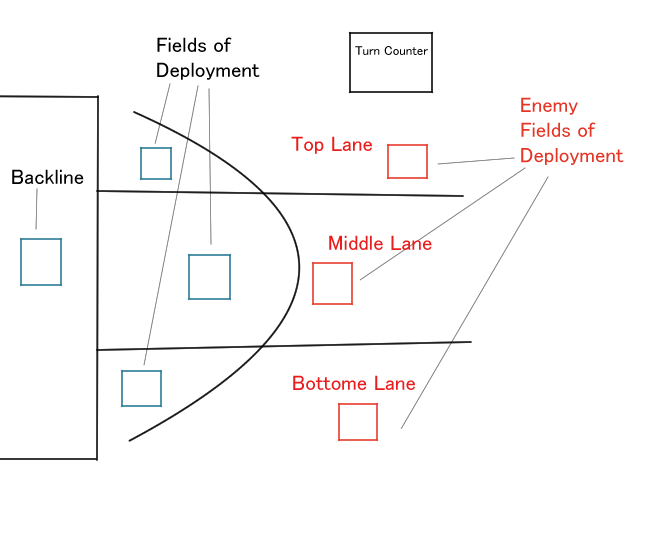 Fields of
Deployment
Turn Counter
Enemy
Fields of
Deployment
Top Lane
Backline
Middle Lane
Bottome Lane